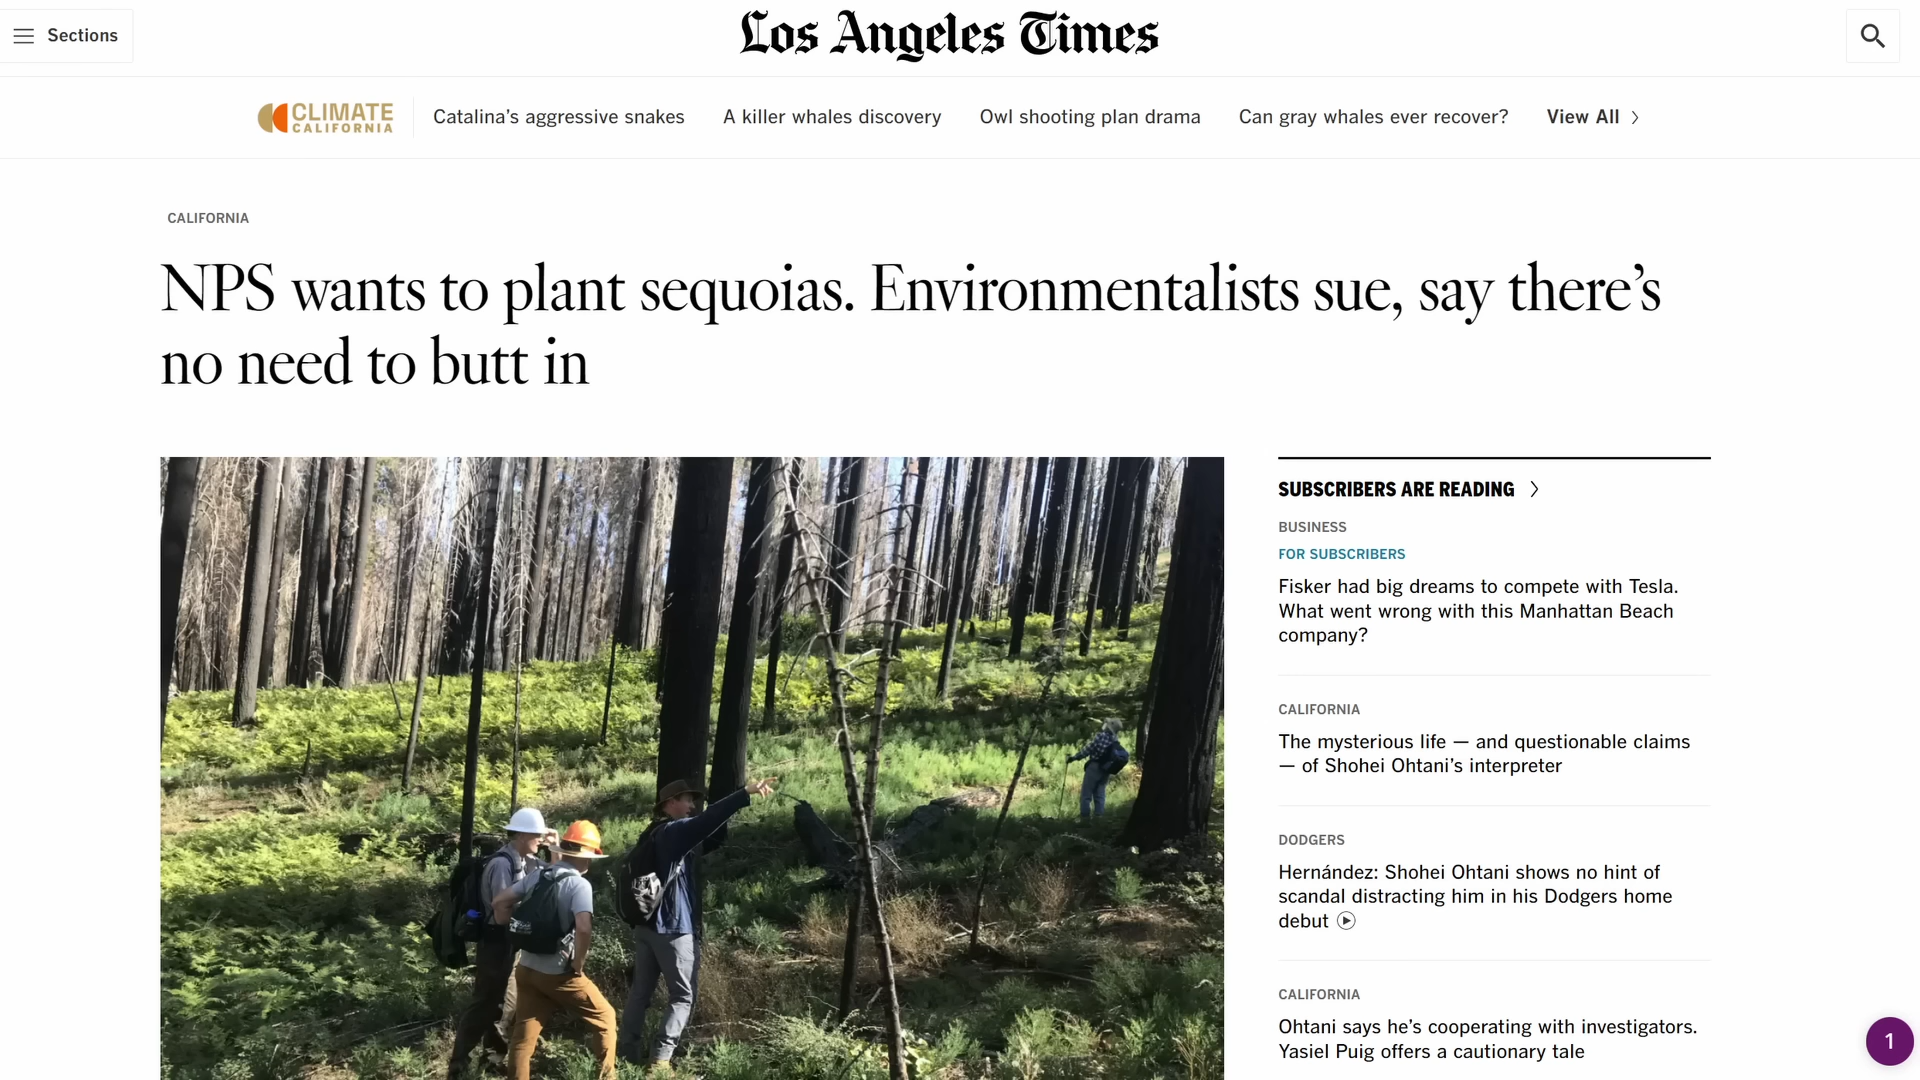 Sections
Los Angeles Times
CLIMATE
CALIFORNIA
Catalina’s aggressive snakes
A killer whales discovery
Owl shooting plan drama
Can gray whales ever recover?
View All
CALIFORNIA
NPS wants to plant sequoias. Environmentalists sue, say there’s
no need to butt in
SUBSCRIBERS ARE READING
BUSINESS
FOR SUBSCRIBERS
Fisker had big dreams to compete with Tesla.
What went wrong with this Manhattan Beach
company?
CALIFORNIA
The mysterious life — and questionable claims
— of Shohei Ohtani’s interpreter
DODGERS
Hernández: Shohei Ohtani shows no hint of
scandal distracting him in his Dodgers home
debut
CALIFORNIA
Ohtani says he’s cooperating with investigators.
Yasiel Puig offers a cautionary tale
1